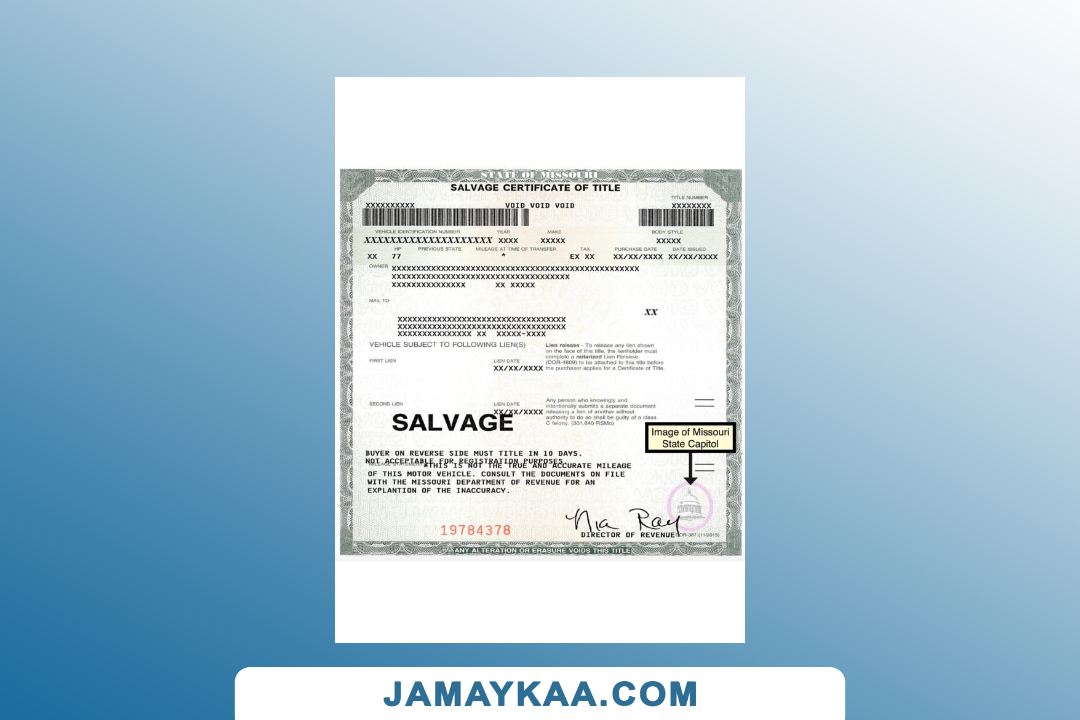 STATE OF MISSOURI
SALVAGE CERTIFICATE OF TITLE
TITLE NUMBER
XXXXXXXXXX VOID VOID VOID XXXXXXXX
VEHICLE IDENTIFICATION NUMBER YEAR MAKE BODY STYLE
XXXXXXXXXXXXXXXXXXXX XXXX XXXXX XXXXX
HP PREVIOUS STATE MILEAGE AT TIME OF TRANSFER TAX PURCHASE DATE DATE ISSUED
XX 77 * EX XX XX/XX/XXXX XX/XX/XXXX
OWNER XXXXXXXXXXXXXXXXXXXXXXXXXXXXXXXXXXXXXXXXX
XXXXXXXXXXXXXXXXXXXXXXXXXXXXX
XXXXXXXXXXXXXXX XX XXXXX
MAIL TO
XX
XXXXXXXXXXXXXXXXXXXXXXXXXXX
XXXXXXXXXXXXXXXXXXXXXXXXXXX
XXXXXXXXXXXXXXX XX XXXXX-XXXX
VEHICLE SUBJECT TO FOLLOWING LIEN(S)
Lien release - To release any lien shown
on the face of this title, the lienholder must
complete a notarized Lien Release
(DOR-4809) to be attached to this title before
the purchaser applies for a Certificate of Title.
FIRST LIEN LIEN DATE
XX/XX/XXXX
SECOND LIEN LIEN DATE
XX/XX/XXXX
Any person who knowingly and
intentionally submits a separate document
releasing a lien of another without
authority to do so shall be guilty of a class
C felony. (301.640 RSMo)
SALVAGE
Image of Missouri
State Capitol
BUYER ON REVERSE SIDE MUST TITLE IN 10 DAYS.
NOT ACCEPTABLE FOR REGISTRATION PURPOSES
*THIS IS NOT THE TRUE AND ACCURATE MILEAGE
OF THIS MOTOR VEHICLE. CONSULT THE DOCUMENTS ON FILE
WITH THE MISSOURI DEPARTMENT OF REVENUE FOR AN
EXPLANTION OF THE INACCURACY.
19784378
Nia Ray
DIRECTOR OF REVENUE
ANY ALTERATION OR ERASURE VOIDS THIS TITLE
JAMAYKAA.COM